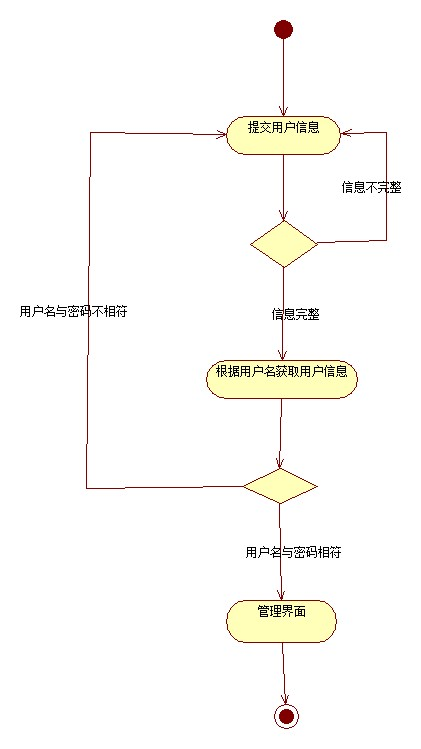 提交用户信息
信息不完整
用户名与密码不相符
信息完整
根据用户名获取用户信息
用户名与密码相符
管理界面